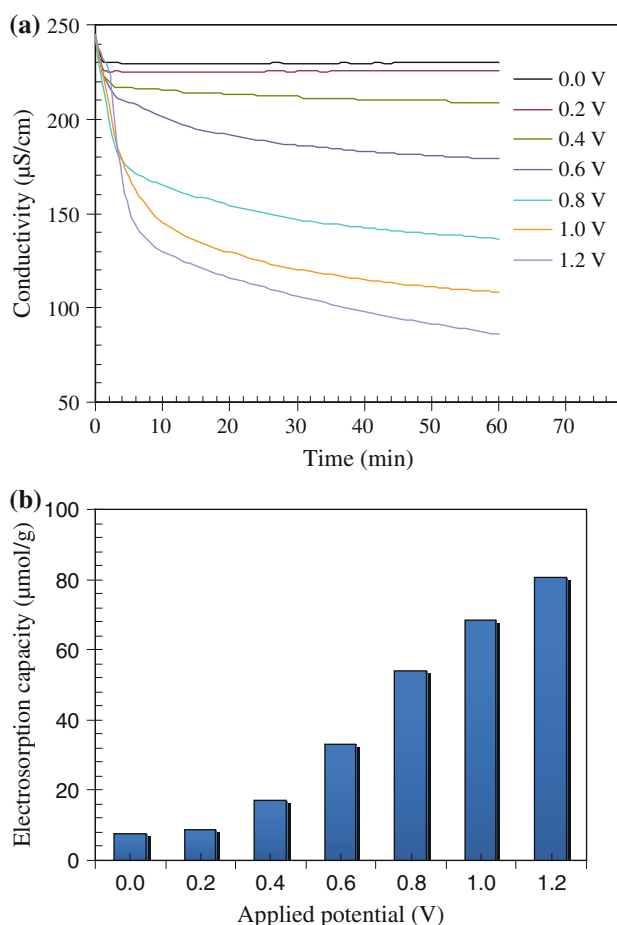 (a)
250
200
150
100
50
Conductivity (µS/cm)
0.0 V
0.2 V
0.4 V
0.6 V
0.8 V
1.0 V
1.2 V
0 10 20 30 40 50 60 70
Time (min)
(b)
100
80
60
40
20
0
Electrosorption capacity (µmol/g)
0.0 0.2 0.4 0.6 0.8 1.0 1.2
Applied potential (V)